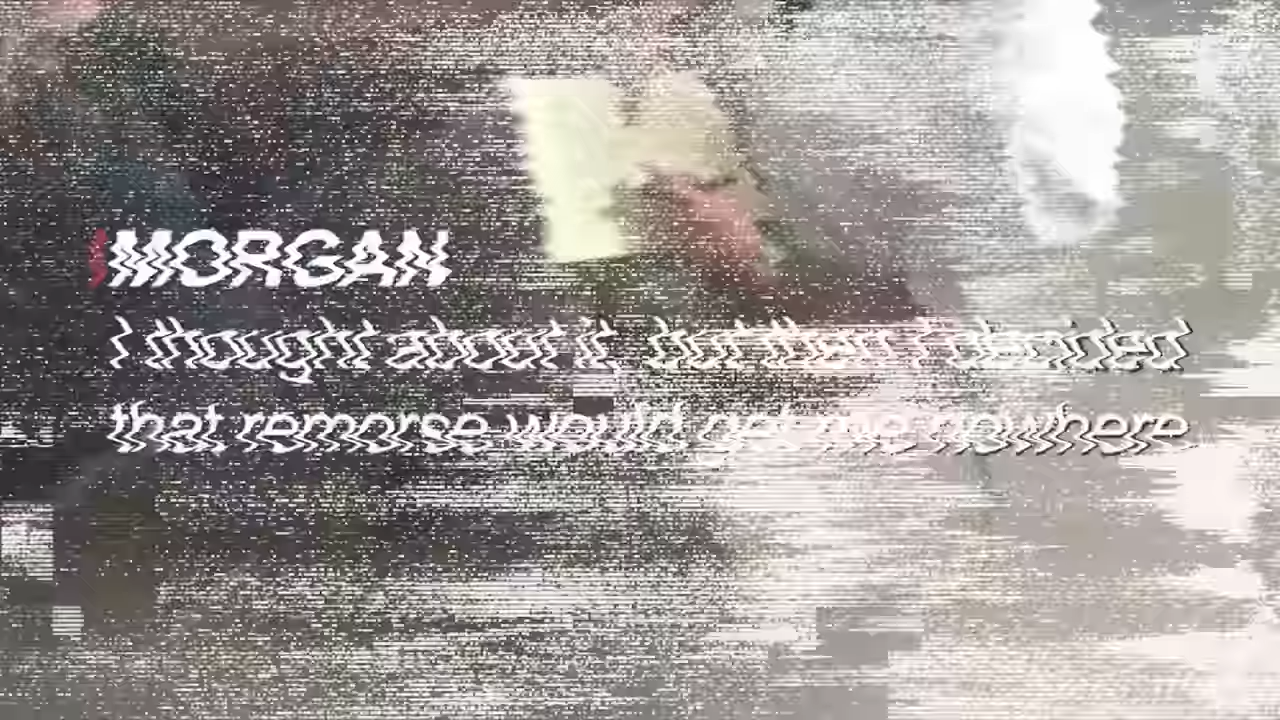 MORGAN
I thought about it, but then I decided
that remorse would get me nowhere